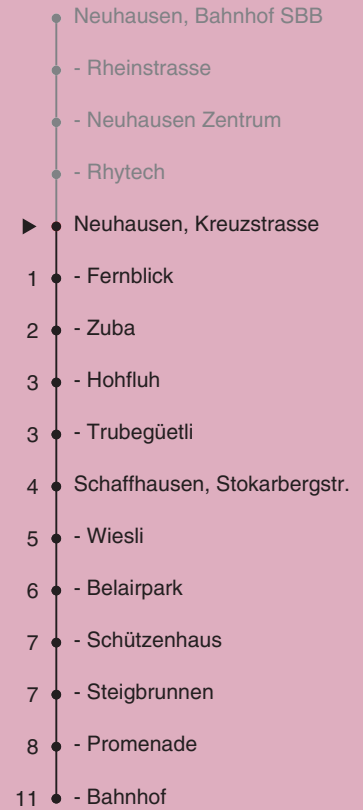 Neuhausen, Bahnhof SBB
- Rheinstrasse
- Neuhausen Zentrum
- Rhytech
Neuhausen, Kreuzstrasse
1 - Fernblick
2 - Zuba
3 - Hohfluh
3 - Trubegüetli
4 Schaffhausen, Stokarbergstr.
5 - Wiesli
6 - Belairpark
7 - Schützenhaus
7 - Steigbrunnen
8 - Promenade
11 - Bahnhof